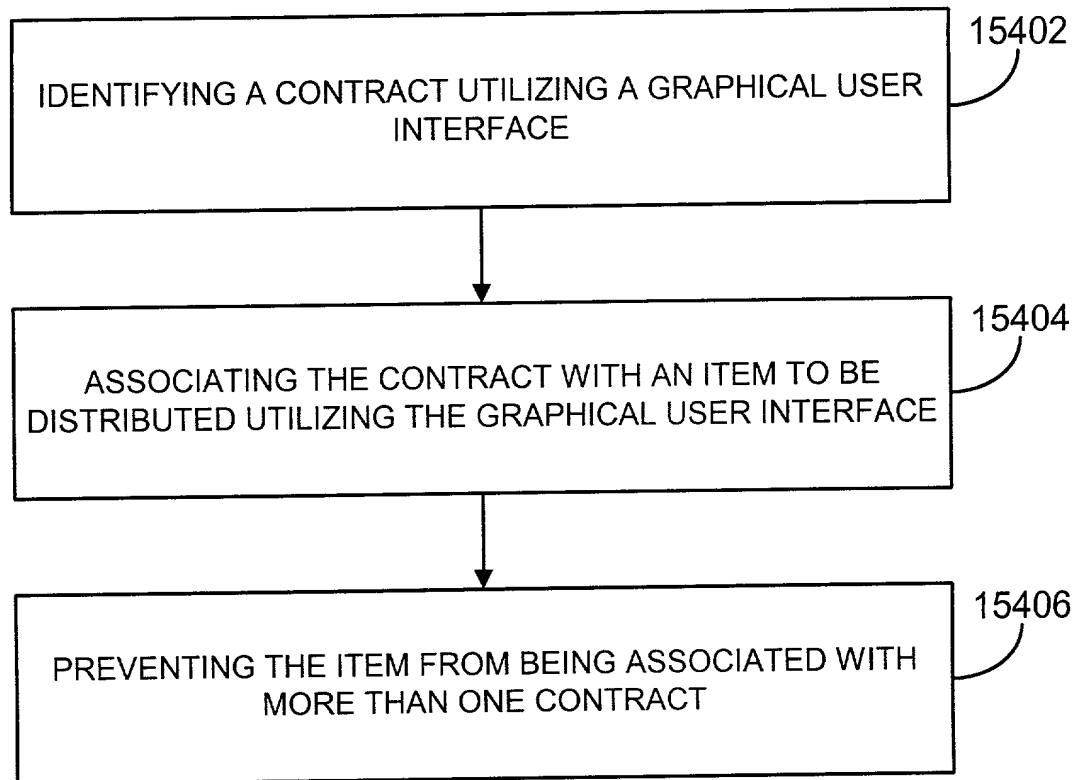 15402
IDENTIFYING A CONTRACT UTILIZING A GRAPHICAL USER
INTERFACE
15404
ASSOCIATING THE CONTRACT WITH AN ITEM TO BE
DISTRIBUTED UTILIZING THE GRAPHICAL USER INTERFACE
15406
PREVENTING THE ITEM FROM BEING ASSOCIATED WITH
MORE THAN ONE CONTRACT